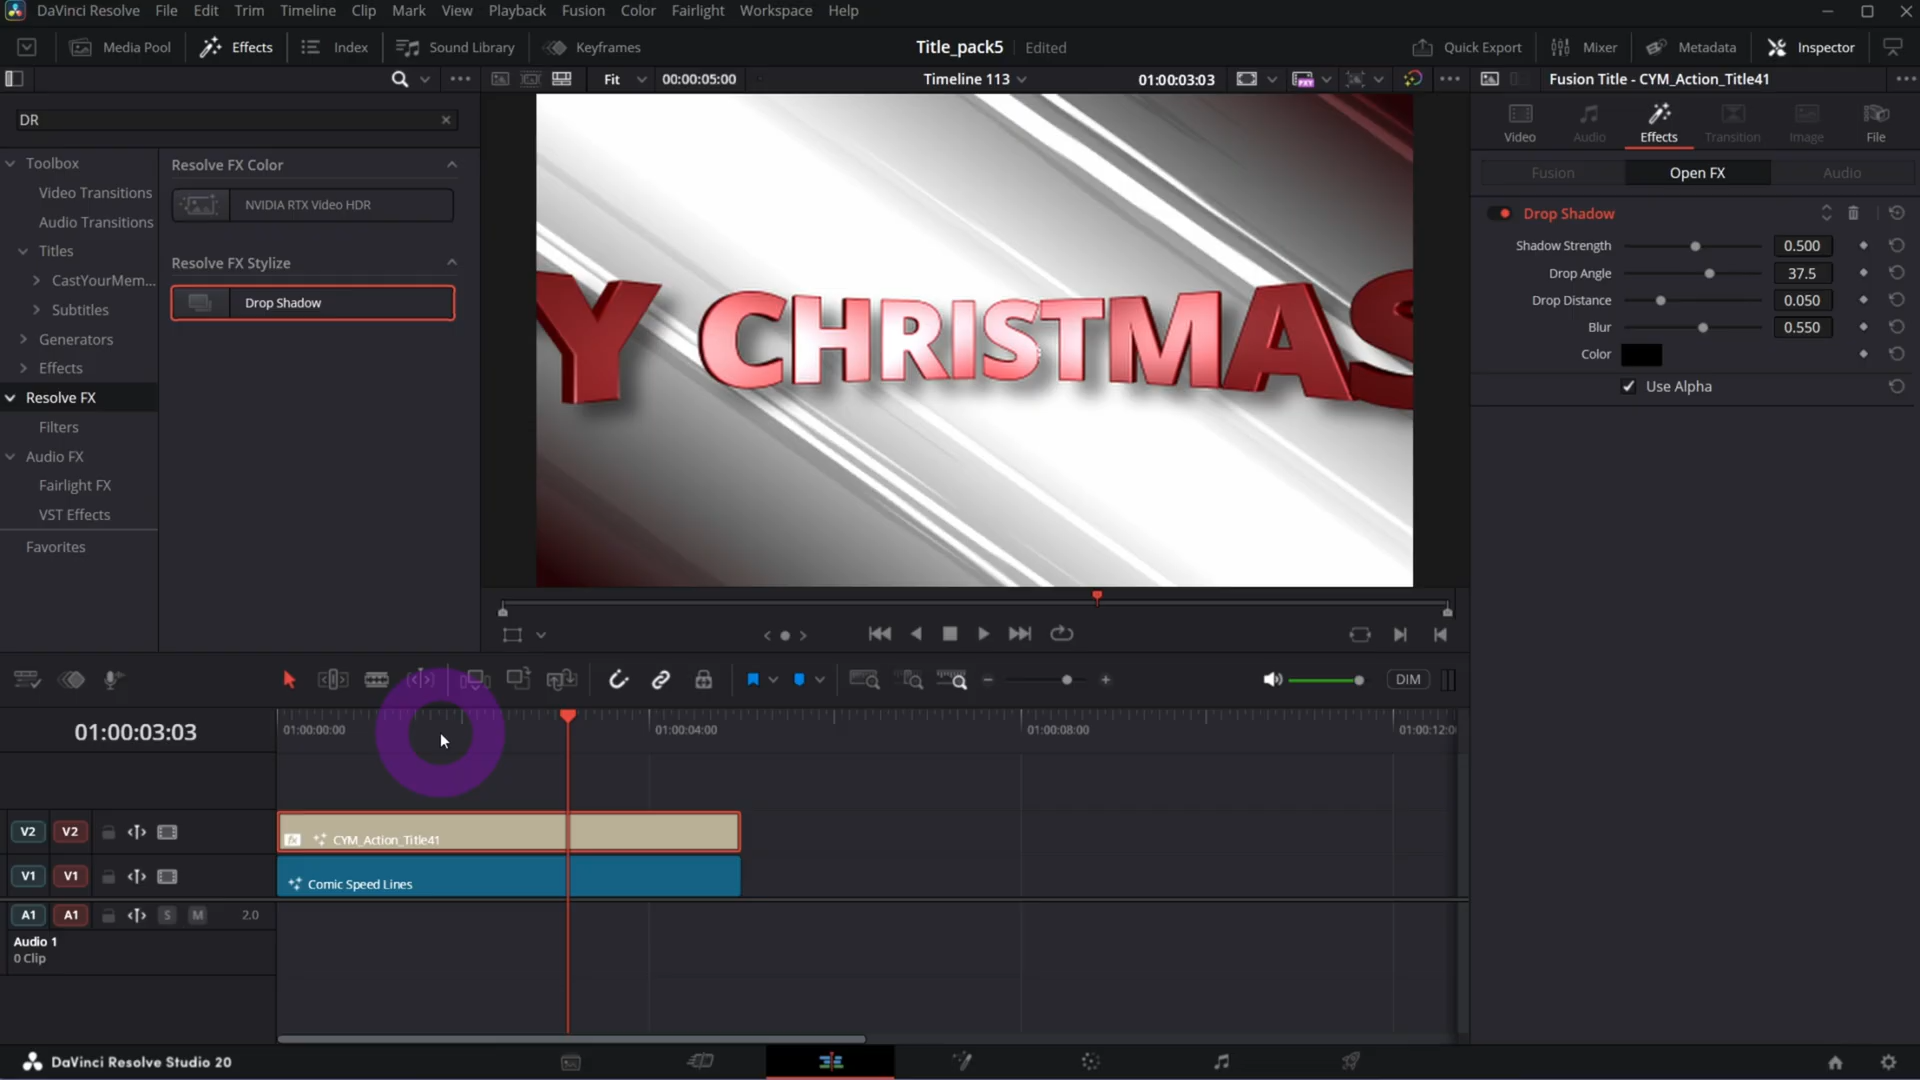 DaVinci Resolve File Edit Trim Timeline Clip Mark View Playback Fusion Color Fairlight Workspace Help
Media Pool Effects Index Sound Library Keyframes Title_pack5 Edited Quick Export Mixer Metadata Inspector
Fit 00:00:05:00 Timeline 113 01:00:03:03 Fusion Title - CYM_Action_Title41
DR
Video Audio Effects Transition Image File
Toolbox
Video Transitions
Audio Transitions
Titles
CastYourMem...
Subtitles
Generators
Effects
Resolve FX
Filters
Audio FX
Fairlight FX
VST Effects
Favorites
Resolve FX Color
NVIDIA RTX Video HDR
Resolve FX Stylize
Drop Shadow
Y CHRISTMAS
Fusion Open FX Audio
Drop Shadow
Shadow Strength 0.500
Drop Angle 37.5
Drop Distance 0.050
Blur 0.550
Color
Use Alpha
DIM
01:00:03:03
01:00:00:00 01:00:04:00 01:00:08:00 01:00:12:0
V2 V2 CYM_Action_Title41
V1 V1 Comic Speed Lines
A1 A1 S M 2.0
Audio 1
0 Clip
DaVinci Resolve Studio 20